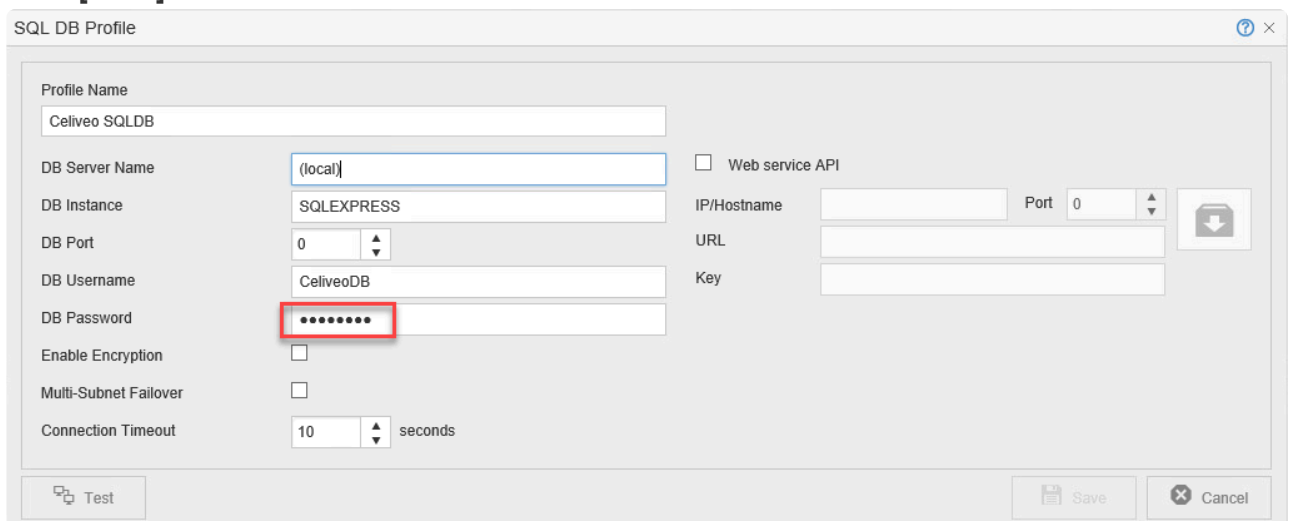 SQL DB Profile
Profile Name
Celiveo SQLDB
DB Server Name (local)
DB Instance SQLEXPRESS
DB Port 0
DB Username CeliveoDB
DB Password ••••••••
Enable Encryption
Multi-Subnet Failover
Connection Timeout 10 seconds
Web service API
IP/Hostname Port 0
URL
Key
Test Save Cancel